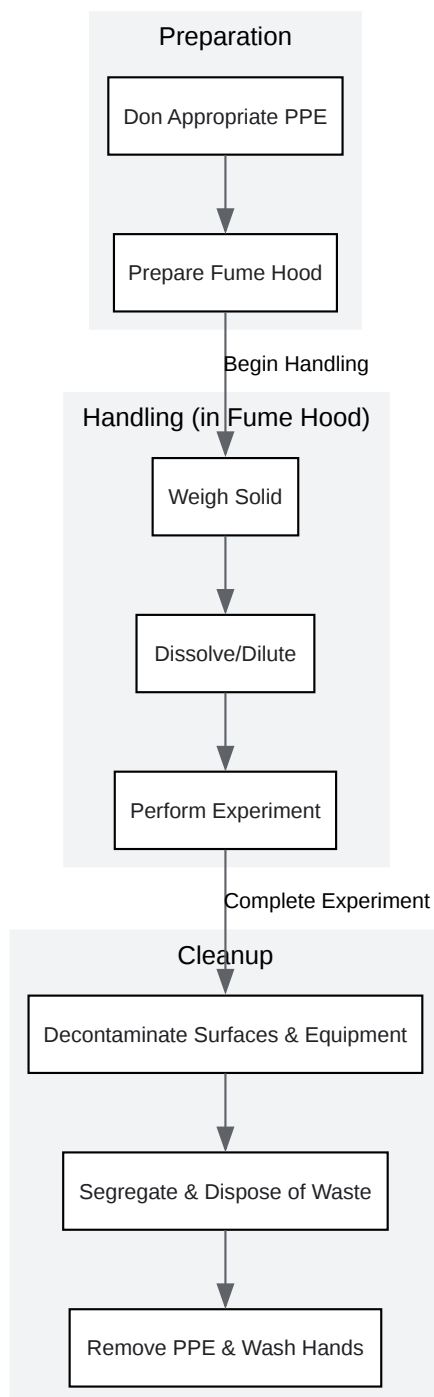 Preparation
Don Appropriate PPE
Prepare Fume Hood
Begin Handling
Handling (in Fume Hood)
Weigh Solid
Dissolve/Dilute
Perform Experiment
Complete Experiment
Cleanup
Decontaminate Surfaces & Equipment
Segregate & Dispose of Waste
Remove PPE & Wash Hands